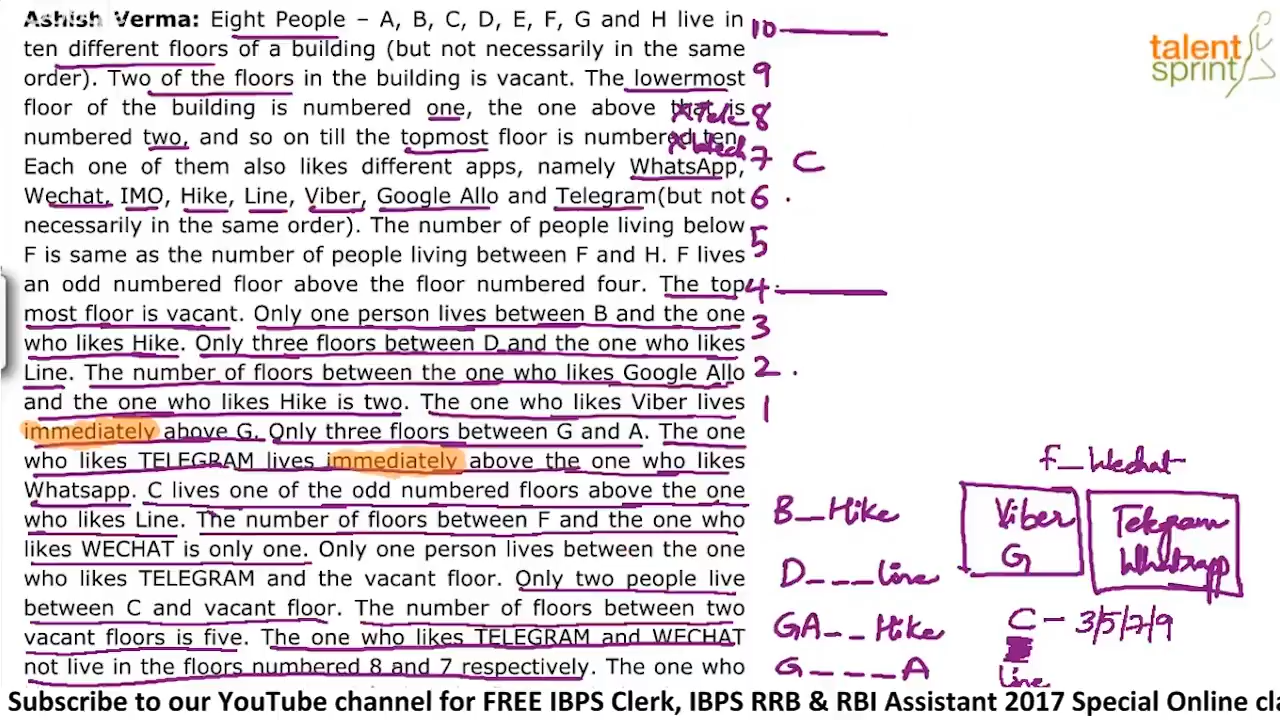 Ashish Verma: Eight People – A, B, C, D, E, F, G and H live in
ten different floors of a building (but not necessarily in the same
order). Two of the floors in the building is vacant. The lowermost
floor of the building is numbered one, the one above that is
numbered two, and so on till the topmost floor is numbered ten.
Each one of them also likes different apps, namely WhatsApp,
Wechat, IMO, Hike, Line, Viber, Google Allo and Telegram(but not
necessarily in the same order). The number of people living below
F is same as the number of people living between F and H. F lives
an odd numbered floor above the floor numbered four. The top
most floor is vacant. Only one person lives between B and the one
who likes Hike. Only three floors between D and the one who likes
Line. The number of floors between the one who likes Google Allo
and the one who likes Hike is two. The one who likes Viber lives
immediately above G. Only three floors between G and A. The one
who likes TELEGRAM lives immediately above the one who likes
Whatsapp. C lives one of the odd numbered floors above the one
who likes Line. The number of floors between F and the one who
likes WECHAT is only one. Only one person lives between the one
who likes TELEGRAM and the vacant floor. Only two people live
between C and vacant floor. The number of floors between two
vacant floors is five. The one who likes TELEGRAM and WECHAT
not live in the floors numbered 8 and 7 respectively. The one who
10
9
x Tele 8
x Wech 7 C
6
5
4
3
2
1
F_Wechat
B_Hike
D___line
GA__Hike
G____A
Viber
G
Telegram
Whatsapp
C - 3/5/7/9
line
talent
sprint
Subscribe to our YouTube channel for FREE IBPS Clerk, IBPS RRB & RBI Assistant 2017 Special Online cla